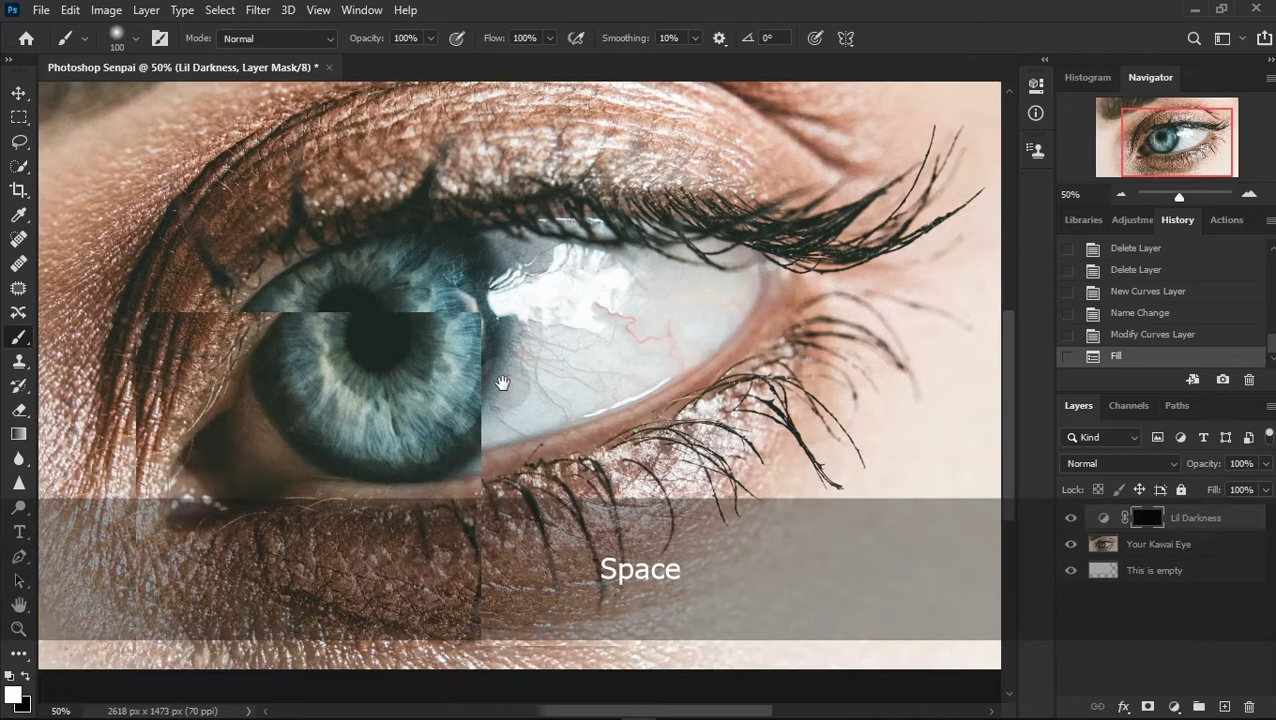 Ps File Edit Image Layer Type Select Filter 3D View Window Help
100 Mode: Normal Opacity: 100% Flow: 100% Smoothing: 10% 0°
Photoshop Senpai @ 50% (Lil Darkness, Layer Mask/8) *
Histogram Navigator
50%
Libraries Adjustme History Actions
Delete Layer
Delete Layer
New Curves Layer
Name Change
Modify Curves Layer
Fill
Layers Channels Paths
Kind
Normal Opacity: 100%
Lock: Fill: 100%
Lil Darkness
Your Kawai Eye
This is empty
Space
50% 2618 px x 1473 px (70 ppi)